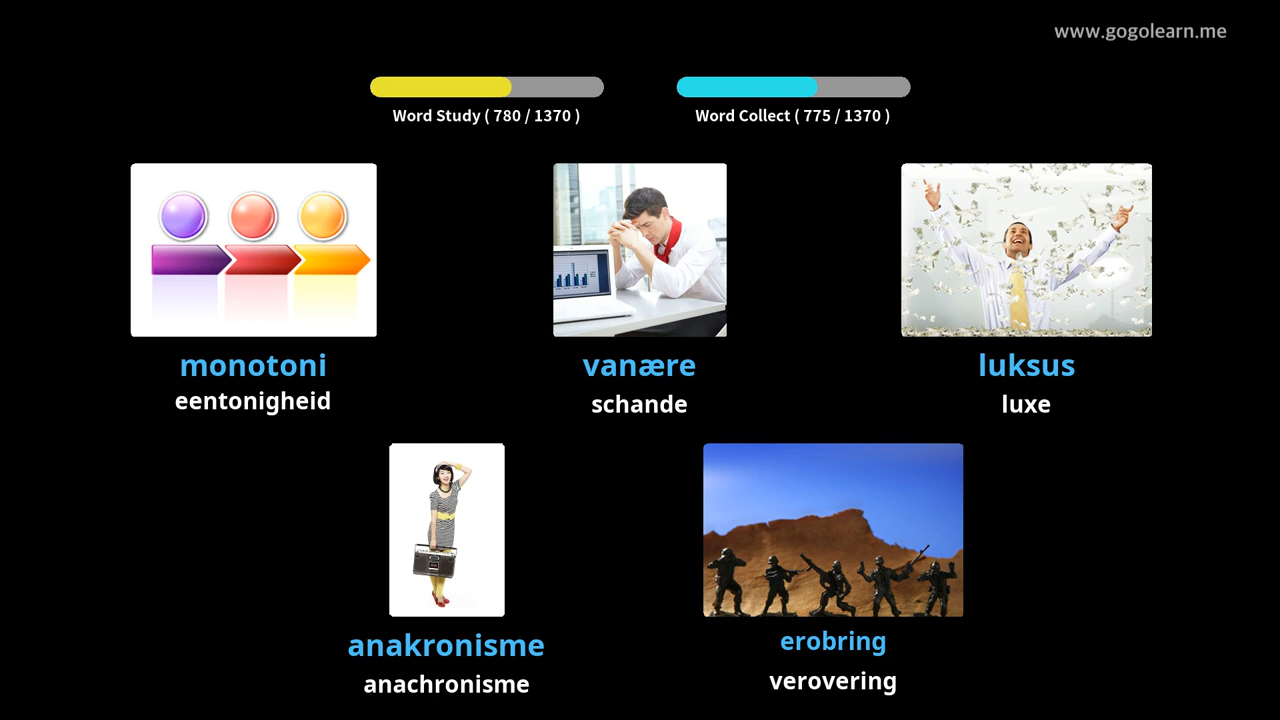 www.gogolearn.me
Word Study ( 780 / 1370 )
Word Collect ( 775 / 1370 )
monotoni
eentonigheid
vanære
schande
luksus
luxe
anakronisme
anachronisme
erobring
verovering